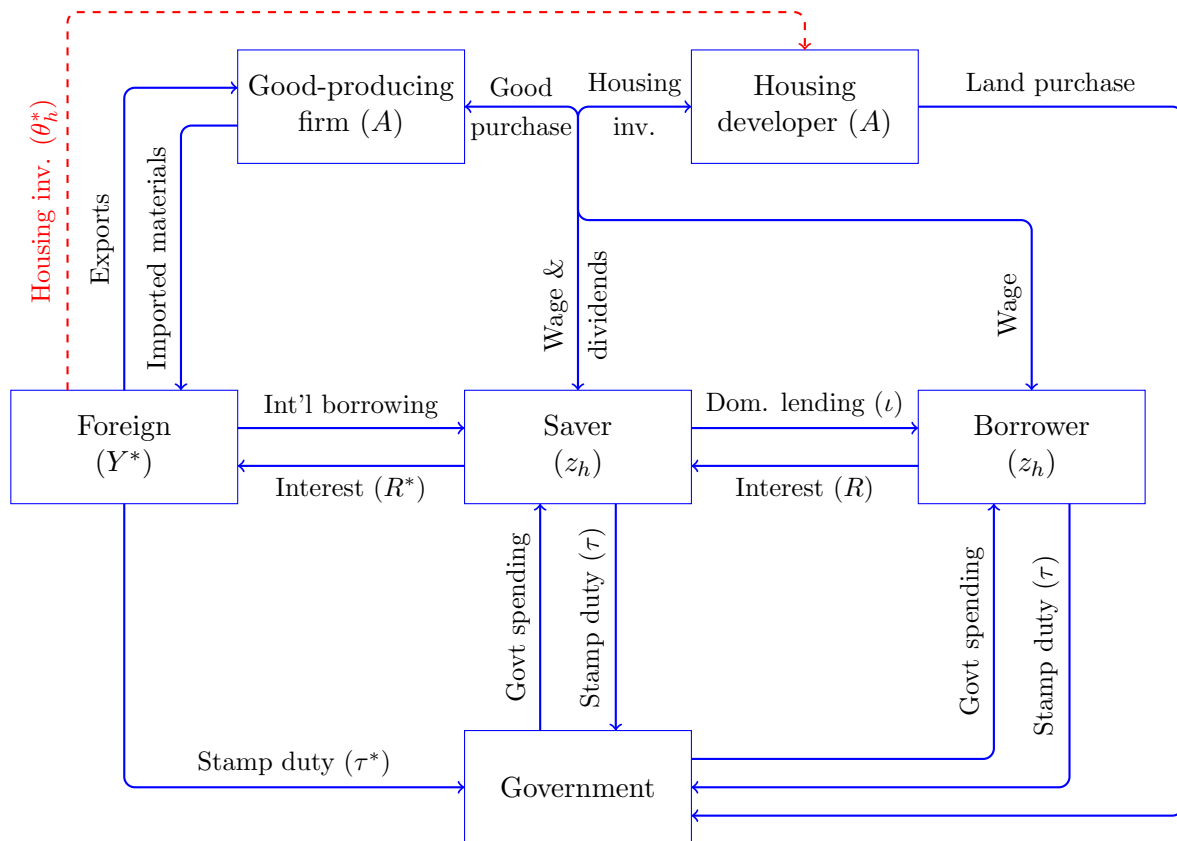 Good-producing
firm (A)
Good
purchase
Housing
inv.
Housing
developer (A)
Land purchase
Housing inv. (θ*h)
Exports
Imported materials
Wage &
dividends
Wage
Foreign
(Y*)
Int'l borrowing
Interest (R*)
Saver
(zh)
Dom. lending (ι)
Interest (R)
Borrower
(zh)
Govt spending
Stamp duty (τ)
Govt spending
Stamp duty (τ)
Stamp duty (τ*)
Government